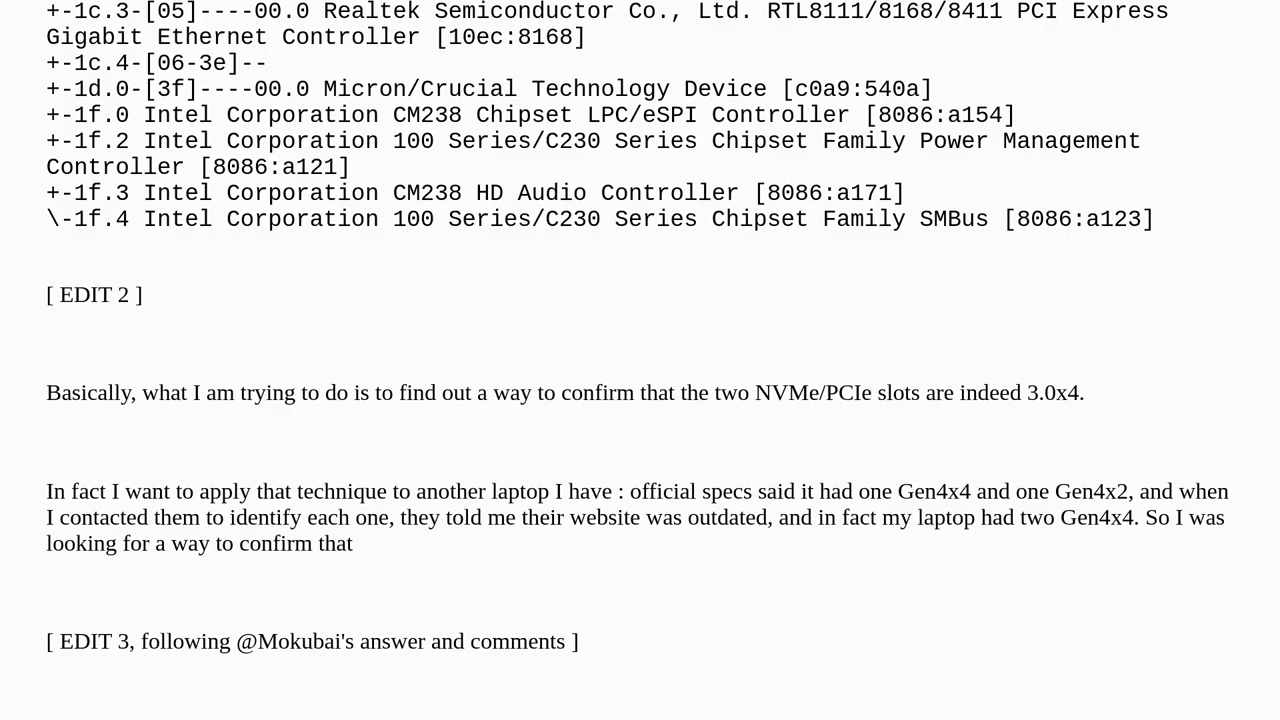 +-1c.3-[05]----00.0 Realtek Semiconductor Co., Ltd. RTL8111/8168/8411 PCI Express
Gigabit Ethernet Controller [10ec:8168]
+-1c.4-[06-3e]--
+-1d.0-[3f]----00.0 Micron/Crucial Technology Device [c0a9:540a]
+-1f.0 Intel Corporation CM238 Chipset LPC/eSPI Controller [8086:a154]
+-1f.2 Intel Corporation 100 Series/C230 Series Chipset Family Power Management
Controller [8086:a121]
+-1f.3 Intel Corporation CM238 HD Audio Controller [8086:a171]
\-1f.4 Intel Corporation 100 Series/C230 Series Chipset Family SMBus [8086:a123]
[ EDIT 2 ]
Basically, what I am trying to do is to find out a way to confirm that the two NVMe/PCIe slots are indeed 3.0x4.
In fact I want to apply that technique to another laptop I have : official specs said it had one Gen4x4 and one Gen4x2, and when
I contacted them to identify each one, they told me their website was outdated, and in fact my laptop had two Gen4x4. So I was
looking for a way to confirm that
[ EDIT 3, following @Mokubai's answer and comments ]